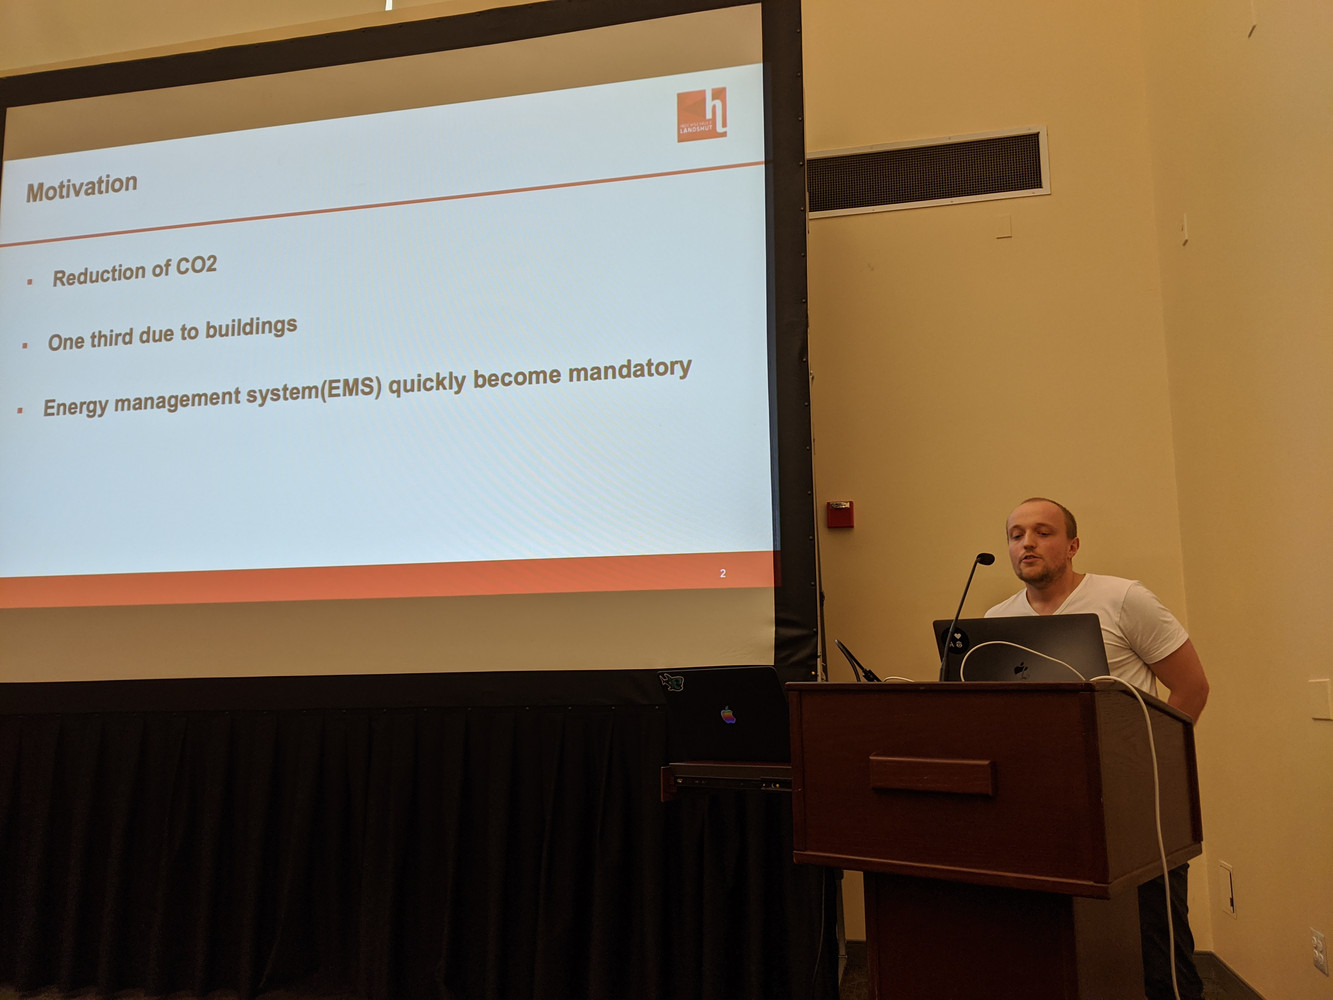 LANDSHUT
Motivation
Reduction of CO2
One third due to buildings
Energy management system(EMS) quickly become mandatory
2